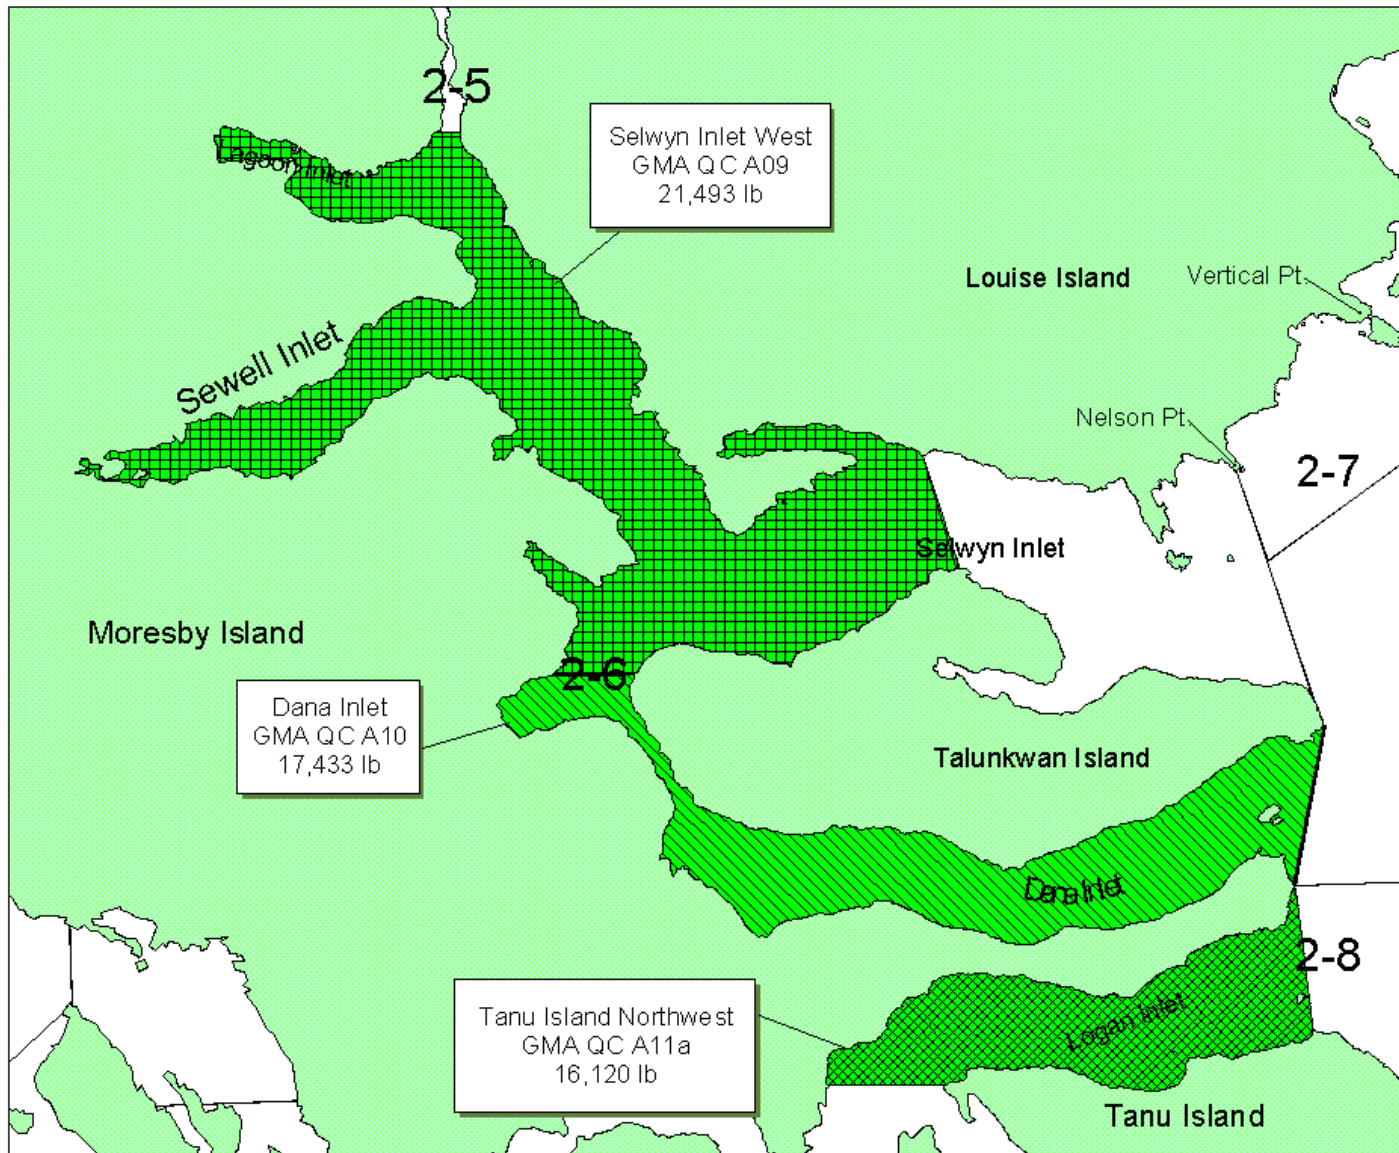 2-5
Selwyn Inlet West
GMA QC A09
21,493 lb
Lagoon Inlet
Louise Island
Vertical Pt.
Sewell Inlet
Nelson Pt.
2-7
Selwyn Inlet
Moresby Island
2-6
Dana Inlet
GMA QC A10
17,433 lb
Talunkwan Island
Dana Inlet
2-8
Tanu Island Northwest
GMA QC A11a
16,120 lb
Logan Inlet
Tanu Island